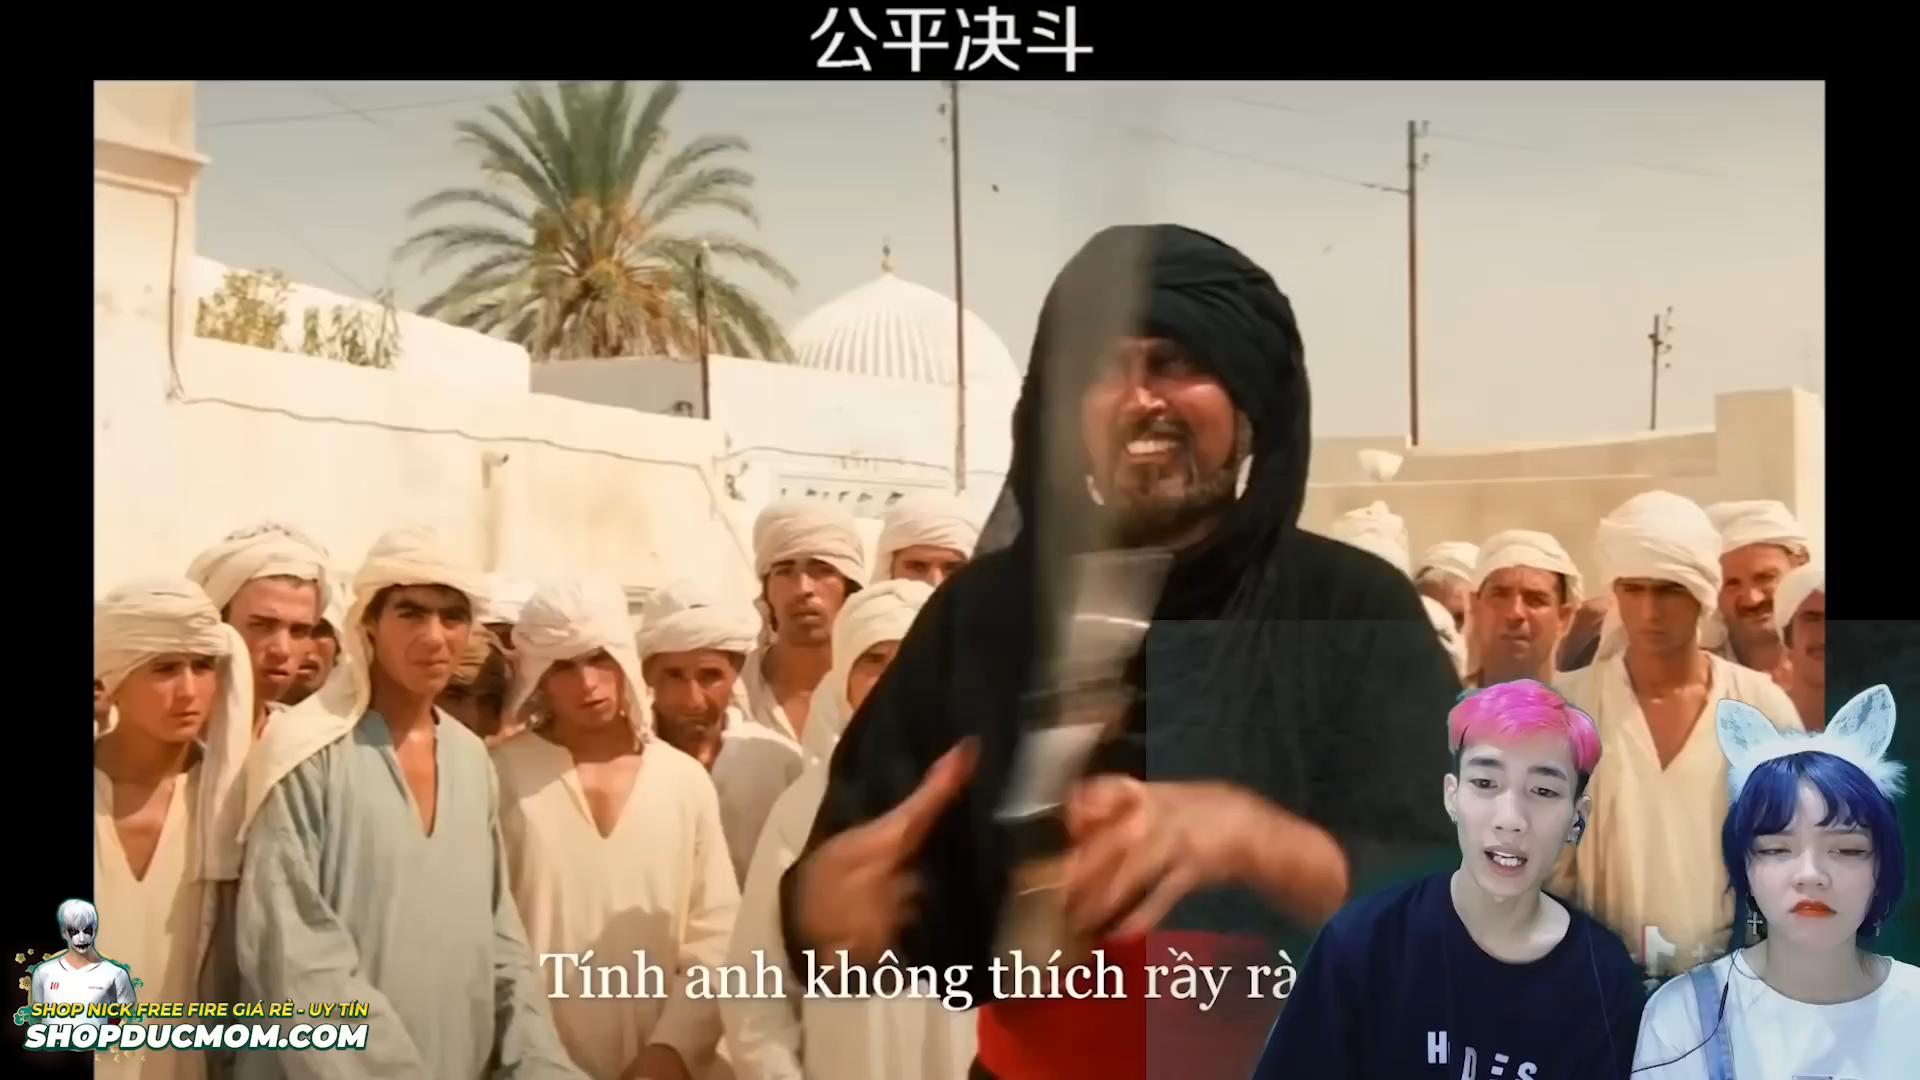 公平决斗
Tính anh không thích rầy rà
SHOP NICK FREE FIRE GIÁ RẺ - UY TÍN
SHOPDUCMOM.COM